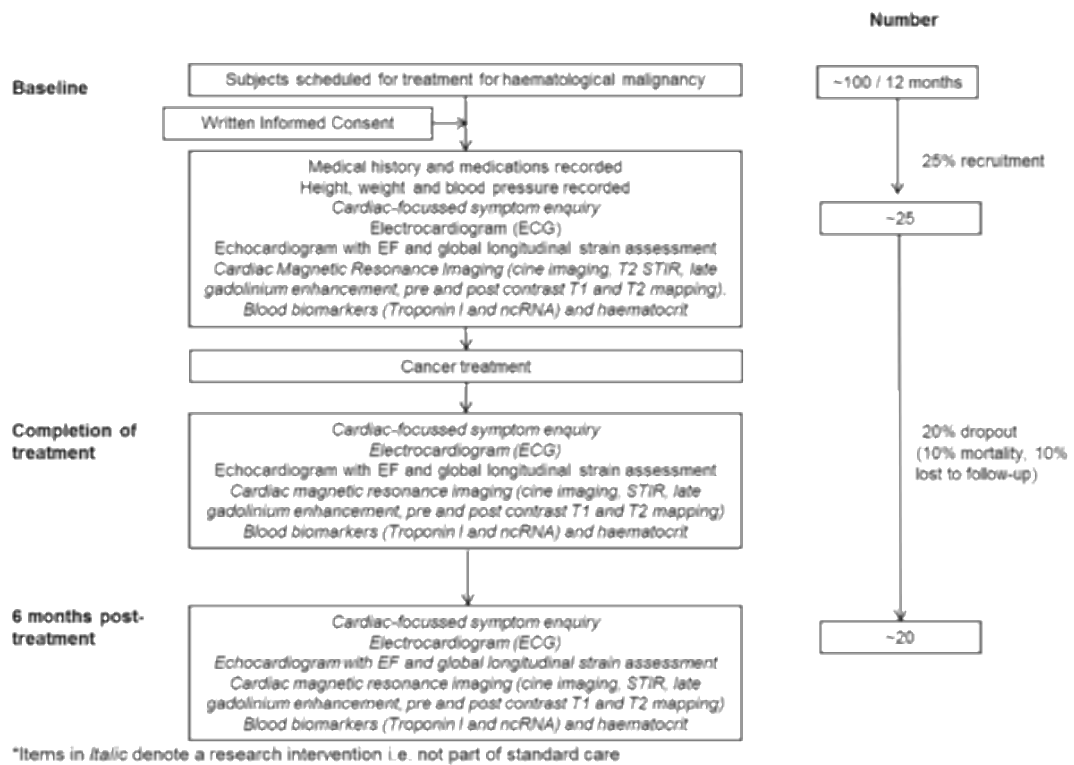 Number
Baseline
Subjects scheduled for treatment for haematological malignancy
~100 / 12 months
Written Informed Consent
25% recruitment
Medical history and medications recorded
Height, weight and blood pressure recorded
Cardiac-focussed symptom enquiry
Electrocardiogram (ECG)
Echocardiogram with EF and global longitudinal strain assessment
Cardiac Magnetic Resonance Imaging (cine imaging, T2 STIR, late
gadolinium enhancement, pre and post contrast T1 and T2 mapping).
Blood biomarkers (Troponin I and ncRNA) and haematocrit
~25
Cancer treatment
Completion of
treatment
Cardiac-focussed symptom enquiry
Electrocardiogram (ECG)
Echocardiogram with EF and global longitudinal strain assessment
Cardiac magnetic resonance imaging (cine imaging, STIR, late
gadolinium enhancement, pre and post contrast T1 and T2 mapping)
Blood biomarkers (Troponin I and ncRNA) and haematocrit
20% dropout
(10% mortality, 10%
lost to follow-up)
6 months post-
treatment
Cardiac-focussed symptom enquiry
Electrocardiogram (ECG)
Echocardiogram with EF and global longitudinal strain assessment
Cardiac magnetic resonance imaging (cine imaging, STIR, late
gadolinium enhancement, pre and post contrast T1 and T2 mapping)
Blood biomarkers (Troponin I and ncRNA) and haematocrit
~20
*Items in Italic denote a research intervention i.e. not part of standard care